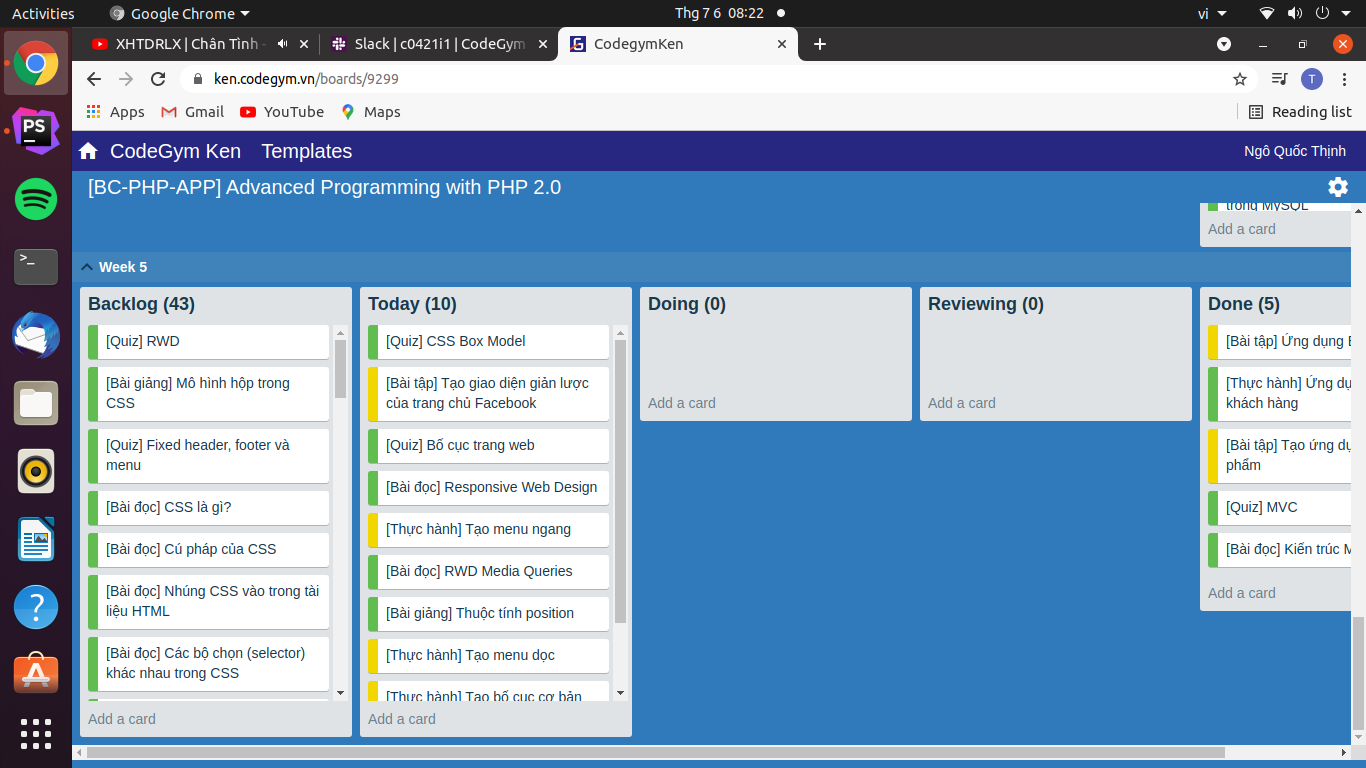 Activities
Google Chrome
Thg 7 6 08:22
vi
XHTDRLX | Chân Tình -
Slack | c0421i1 | CodeGym
CodegymKen
ken.codegym.vn/boards/9299
T
Apps
Gmail
YouTube
Maps
Reading list
CodeGym Ken
Templates
Ngô Quốc Thịnh
[BC-PHP-APP] Advanced Programming with PHP 2.0
trong MySQL
Add a card
Week 5
Backlog (43)
[Quiz] RWD
[Bài giảng] Mô hình hộp trong
CSS
[Quiz] Fixed header, footer và
menu
[Bài đọc] CSS là gì?
[Bài đọc] Cú pháp của CSS
[Bài đọc] Nhúng CSS vào trong tài
liệu HTML
[Bài đọc] Các bộ chọn (selector)
khác nhau trong CSS
Add a card
Today (10)
[Quiz] CSS Box Model
[Bài tập] Tạo giao diện giản lược
của trang chủ Facebook
[Quiz] Bố cục trang web
[Bài đọc] Responsive Web Design
[Thực hành] Tạo menu ngang
[Bài đọc] RWD Media Queries
[Bài giảng] Thuộc tính position
[Thực hành] Tạo menu dọc
[Thực hành] Tạo bố cục cơ bản
Add a card
Doing (0)
Add a card
Reviewing (0)
Add a card
Done (5)
[Bài tập] Ứng dụng
[Thực hành] Ứng dụ
khách hàng
[Bài tập] Tạo ứng dụ
phẩm
[Quiz] MVC
[Bài đọc] Kiến trúc M
Add a card
PS
>_
?